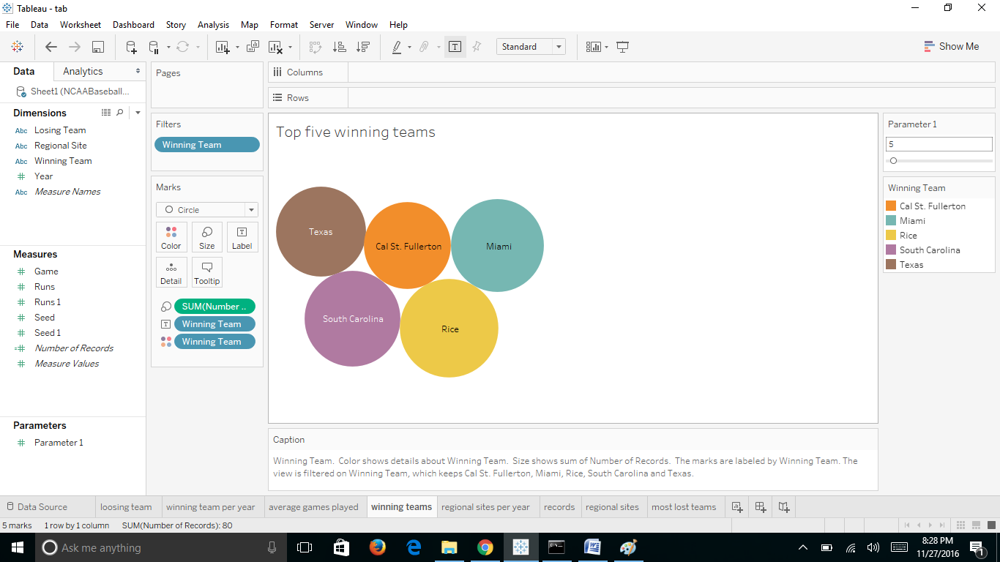 Tableau - tab
File Data Worksheet Dashboard Story Analysis Map Format Server Window Help
Standard
Show Me
Data Analytics
Sheet1 (NCAABaseball...
Dimensions
Abc Losing Team
Abc Regional Site
Abc Winning Team
# Year
Abc Measure Names
Measures
# Game
# Runs
# Runs 1
# Seed
# Seed 1
=# Number of Records
# Measure Values
Parameters
# Parameter 1
Pages
Filters
Winning Team
Marks
Circle
Color Size Label
Detail Tooltip
SUM(Number ..
Winning Team
Winning Team
Columns
Rows
Top five winning teams
Texas
Cal St. Fullerton
Miami
South Carolina
Rice
Parameter 1
5
Winning Team
Cal St. Fullerton
Miami
Rice
South Carolina
Texas
Caption
Winning Team. Color shows details about Winning Team. Size shows sum of Number of Records. The marks are labeled by Winning Team. The
view is filtered on Winning Team, which keeps Cal St. Fullerton, Miami, Rice, South Carolina and Texas.
Data Source loosing team winning team per year average games played winning teams regional sites per year records regional sites most lost teams
5 marks 1 row by 1 column SUM(Number of Records): 80
Ask me anything
8:28 PM
11/27/2016
1